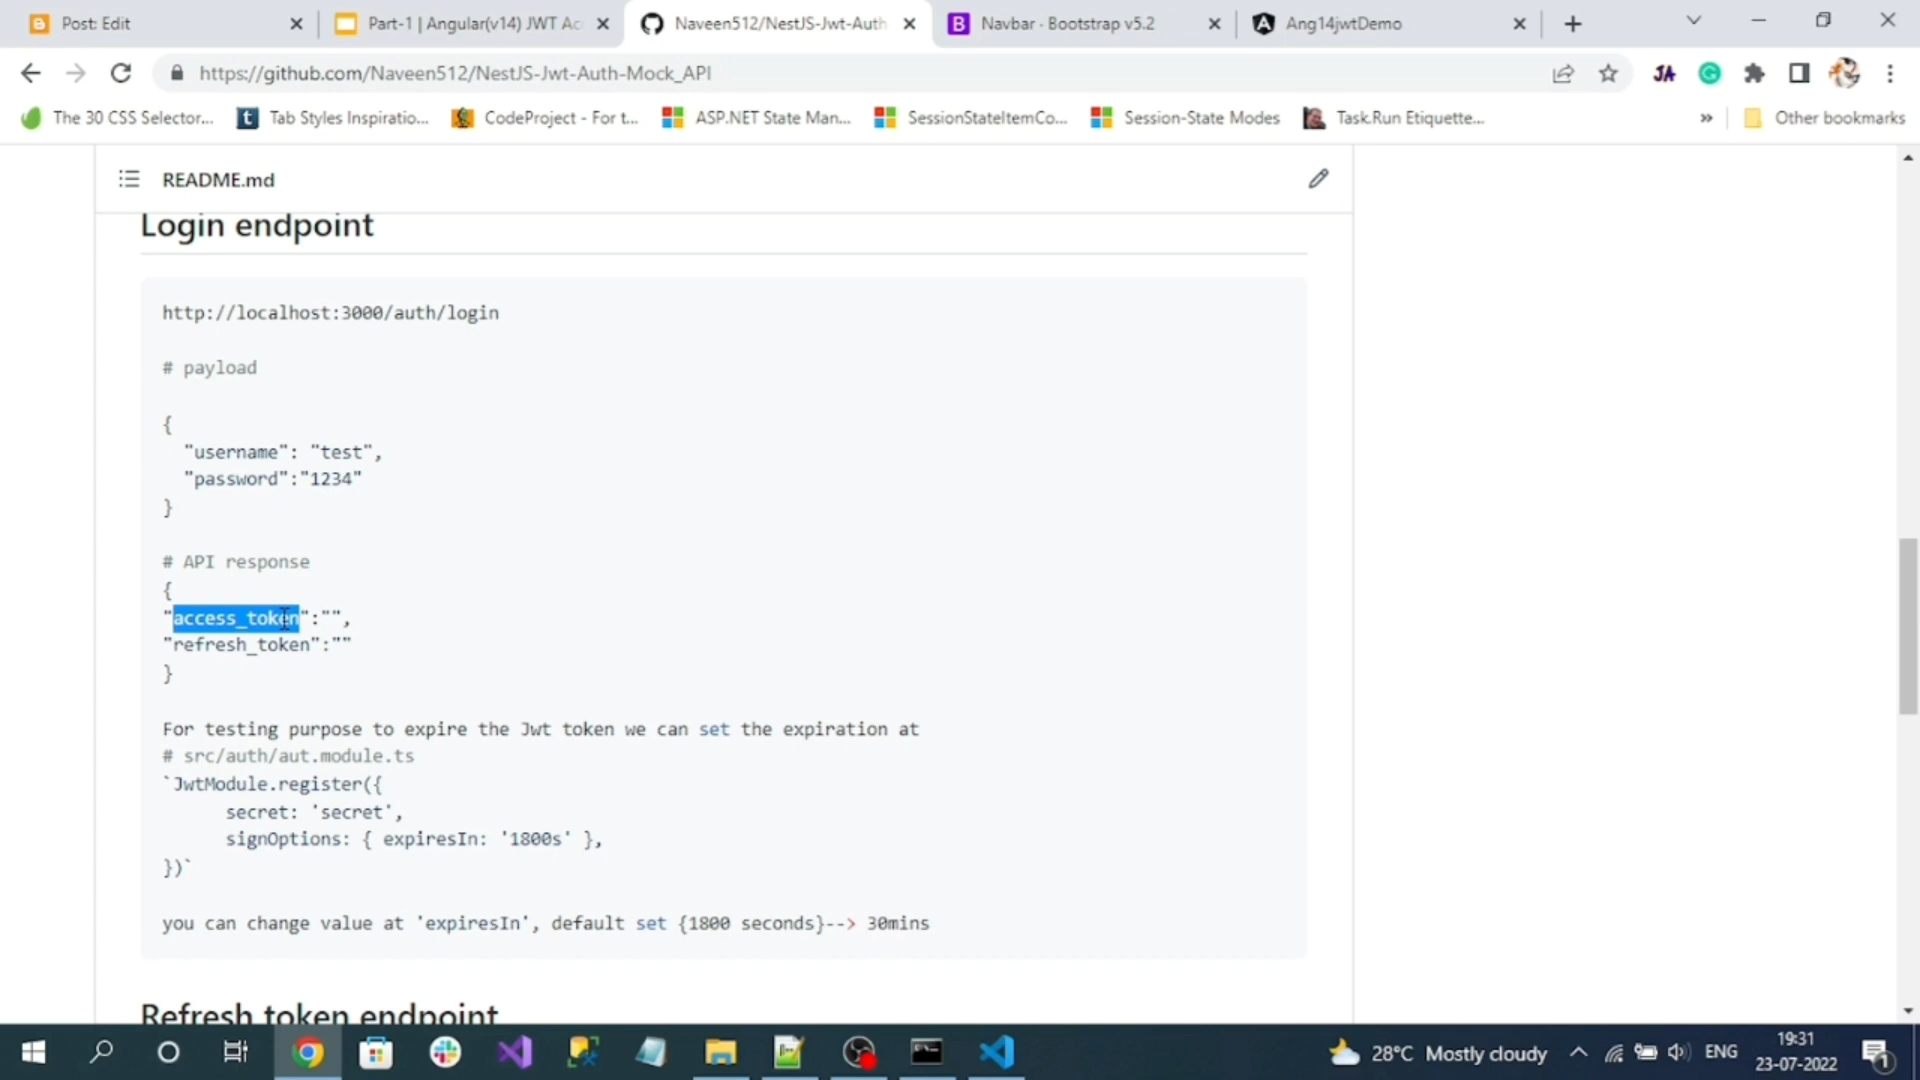 Post: Edit
Part-1 | Angular(v14) JWT Ac
Naveen512/NestJS-Jwt-Auth
Navbar · Bootstrap v5.2
Ang14jwtDemo
https://github.com/Naveen512/NestJS-Jwt-Auth-Mock_API
The 30 CSS Selector...
Tab Styles Inspiratio...
CodeProject - For t...
ASP.NET State Man...
SessionStateItemCo...
Session-State Modes
Task.Run Etiquette...
»
Other bookmarks
README.md
Login endpoint
http://localhost:3000/auth/login
# payload
{
"username": "test",
"password":"1234"
}
# API response
{
"access_token":"",
"refresh_token":""
}
For testing purpose to expire the Jwt token we can set the expiration at
# src/auth/aut.module.ts
`JwtModule.register({
secret: 'secret',
signOptions: { expiresIn: '1800s' },
})`
you can change value at 'expiresIn', default set {1800 seconds}--> 30mins
Refresh token endpoint
28°C Mostly cloudy
ENG
19:31
23-07-2022
1